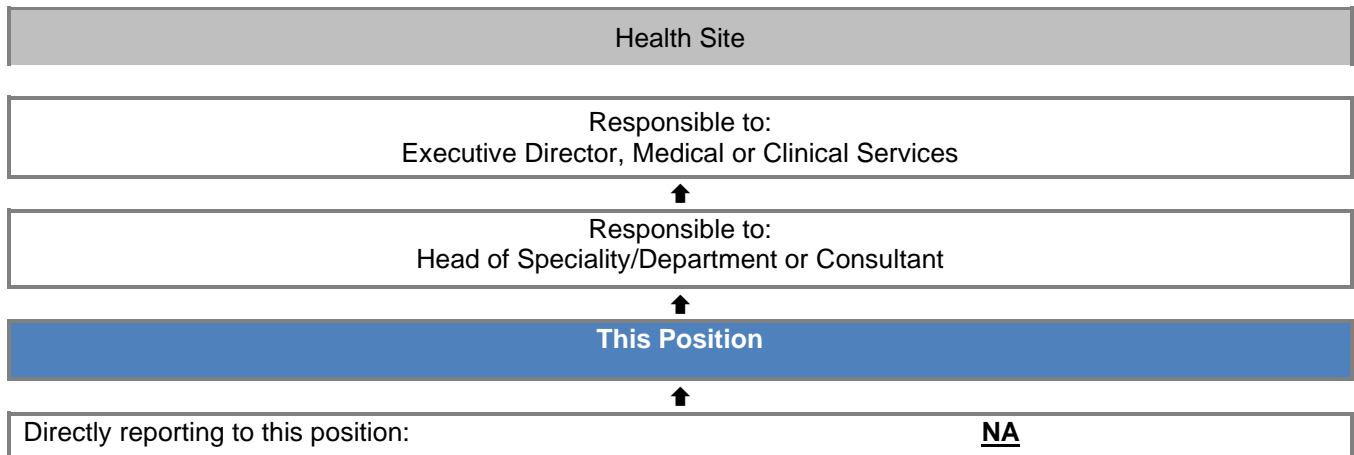 Health Site
Responsible to:
Executive Director, Medical or Clinical Services
Responsible to:
Head of Speciality/Department or Consultant
This Position
Directly reporting to this position: NA